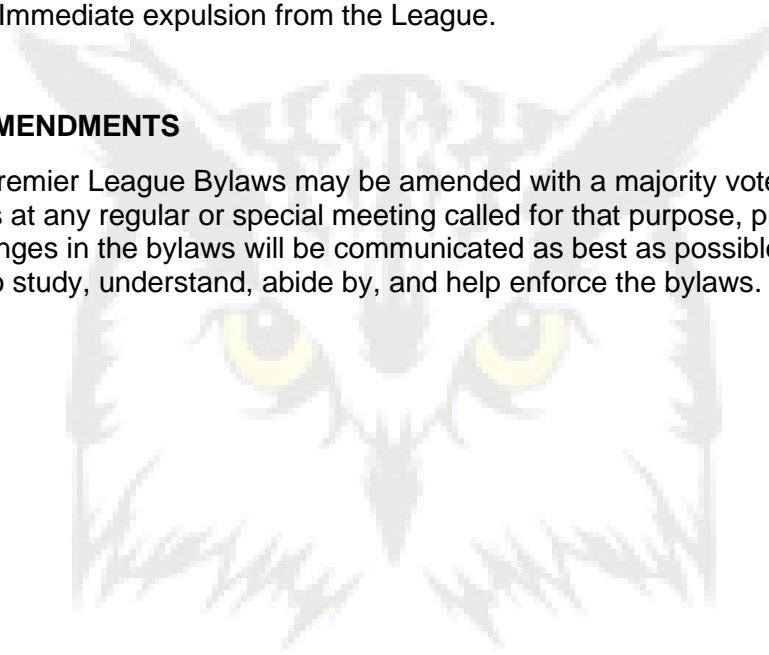 Immediate expulsion from the League.
MENDMENTS
remier League Bylaws may be amended with a majority vote
s at any regular or special meeting called for that purpose, p
nges in the bylaws will be communicated as best as possible
o study, understand, abide by, and help enforce the bylaws.